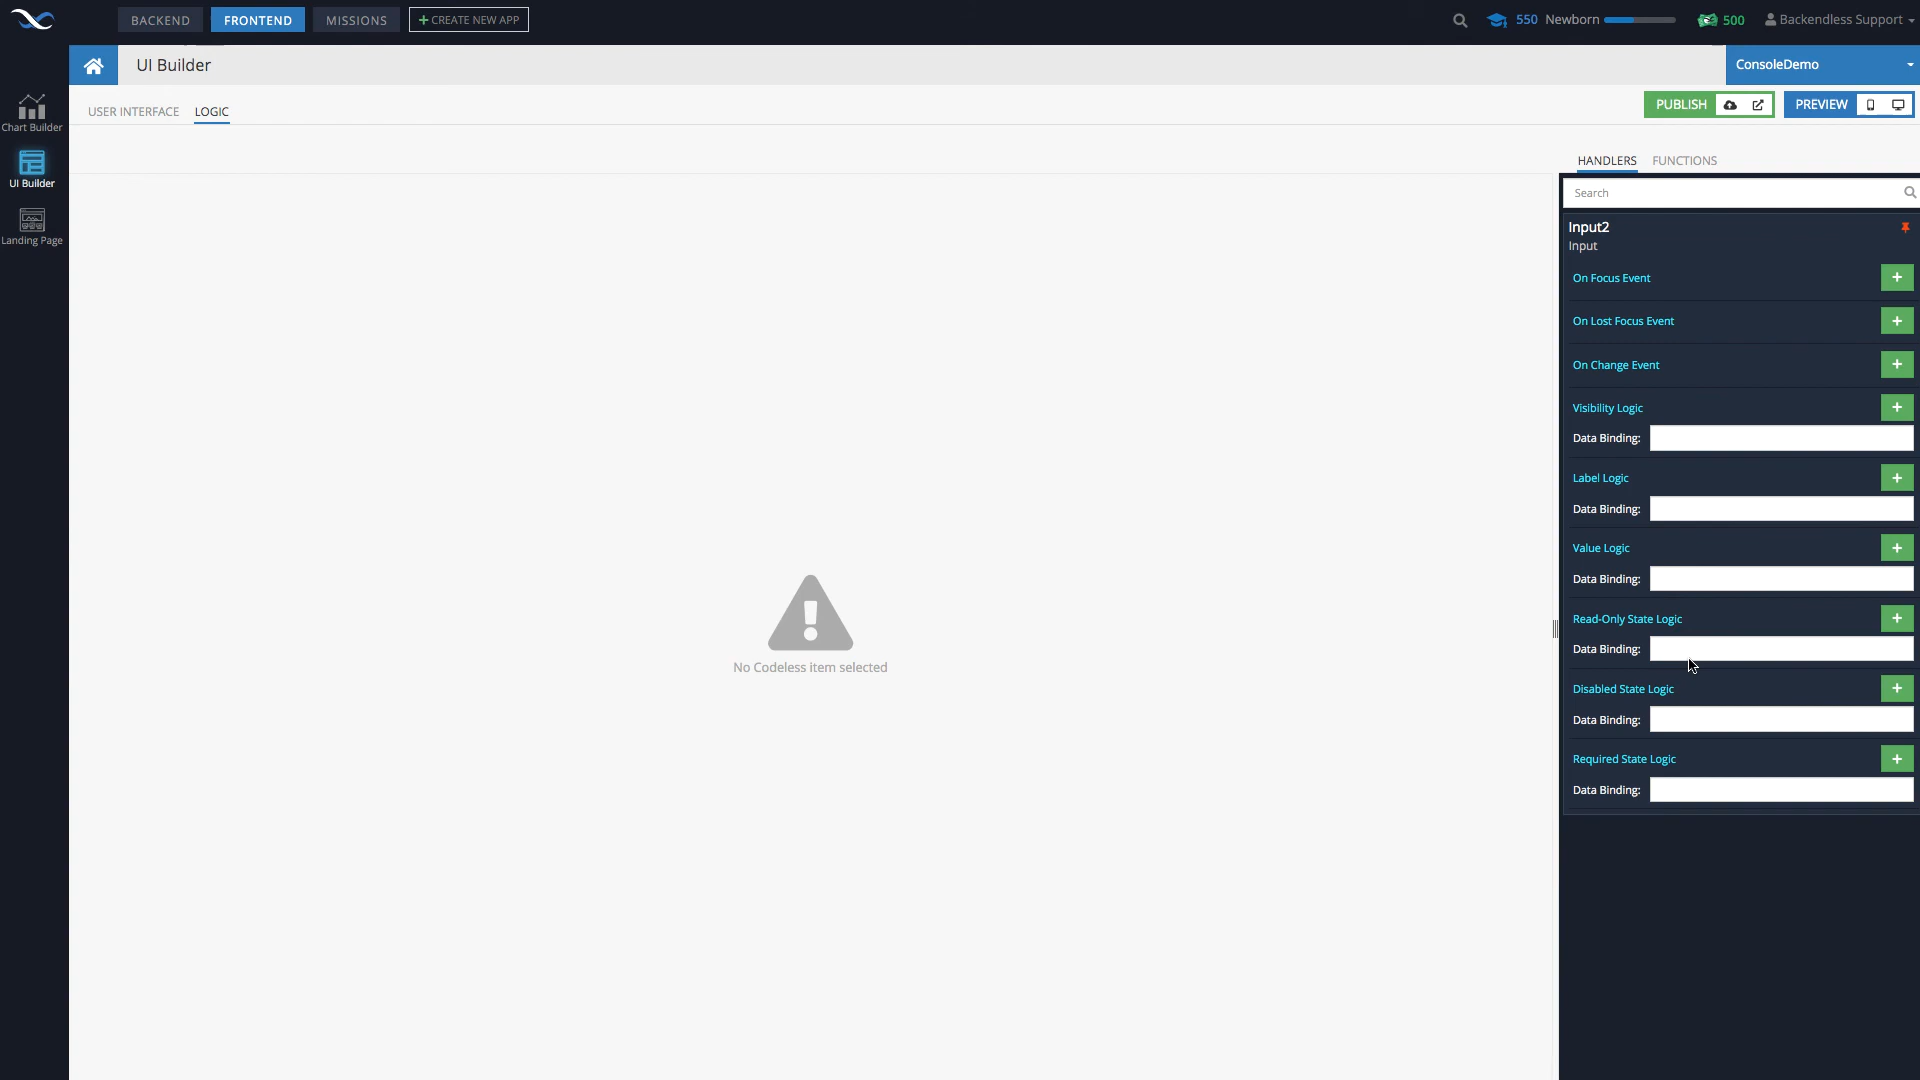 BACKEND FRONTEND MISSIONS + CREATE NEW APP 550 Newborn 500 Backendless Support
UI Builder ConsoleDemo
USER INTERFACE LOGIC PUBLISH PREVIEW
Chart Builder
UI Builder
Landing Page
HANDLERS FUNCTIONS
Search
Input2
Input
On Focus Event
On Lost Focus Event
On Change Event
Visibility Logic
Data Binding:
Label Logic
Data Binding:
Value Logic
Data Binding:
Read-Only State Logic
Data Binding:
Disabled State Logic
Data Binding:
Required State Logic
Data Binding:
No Codeless item selected